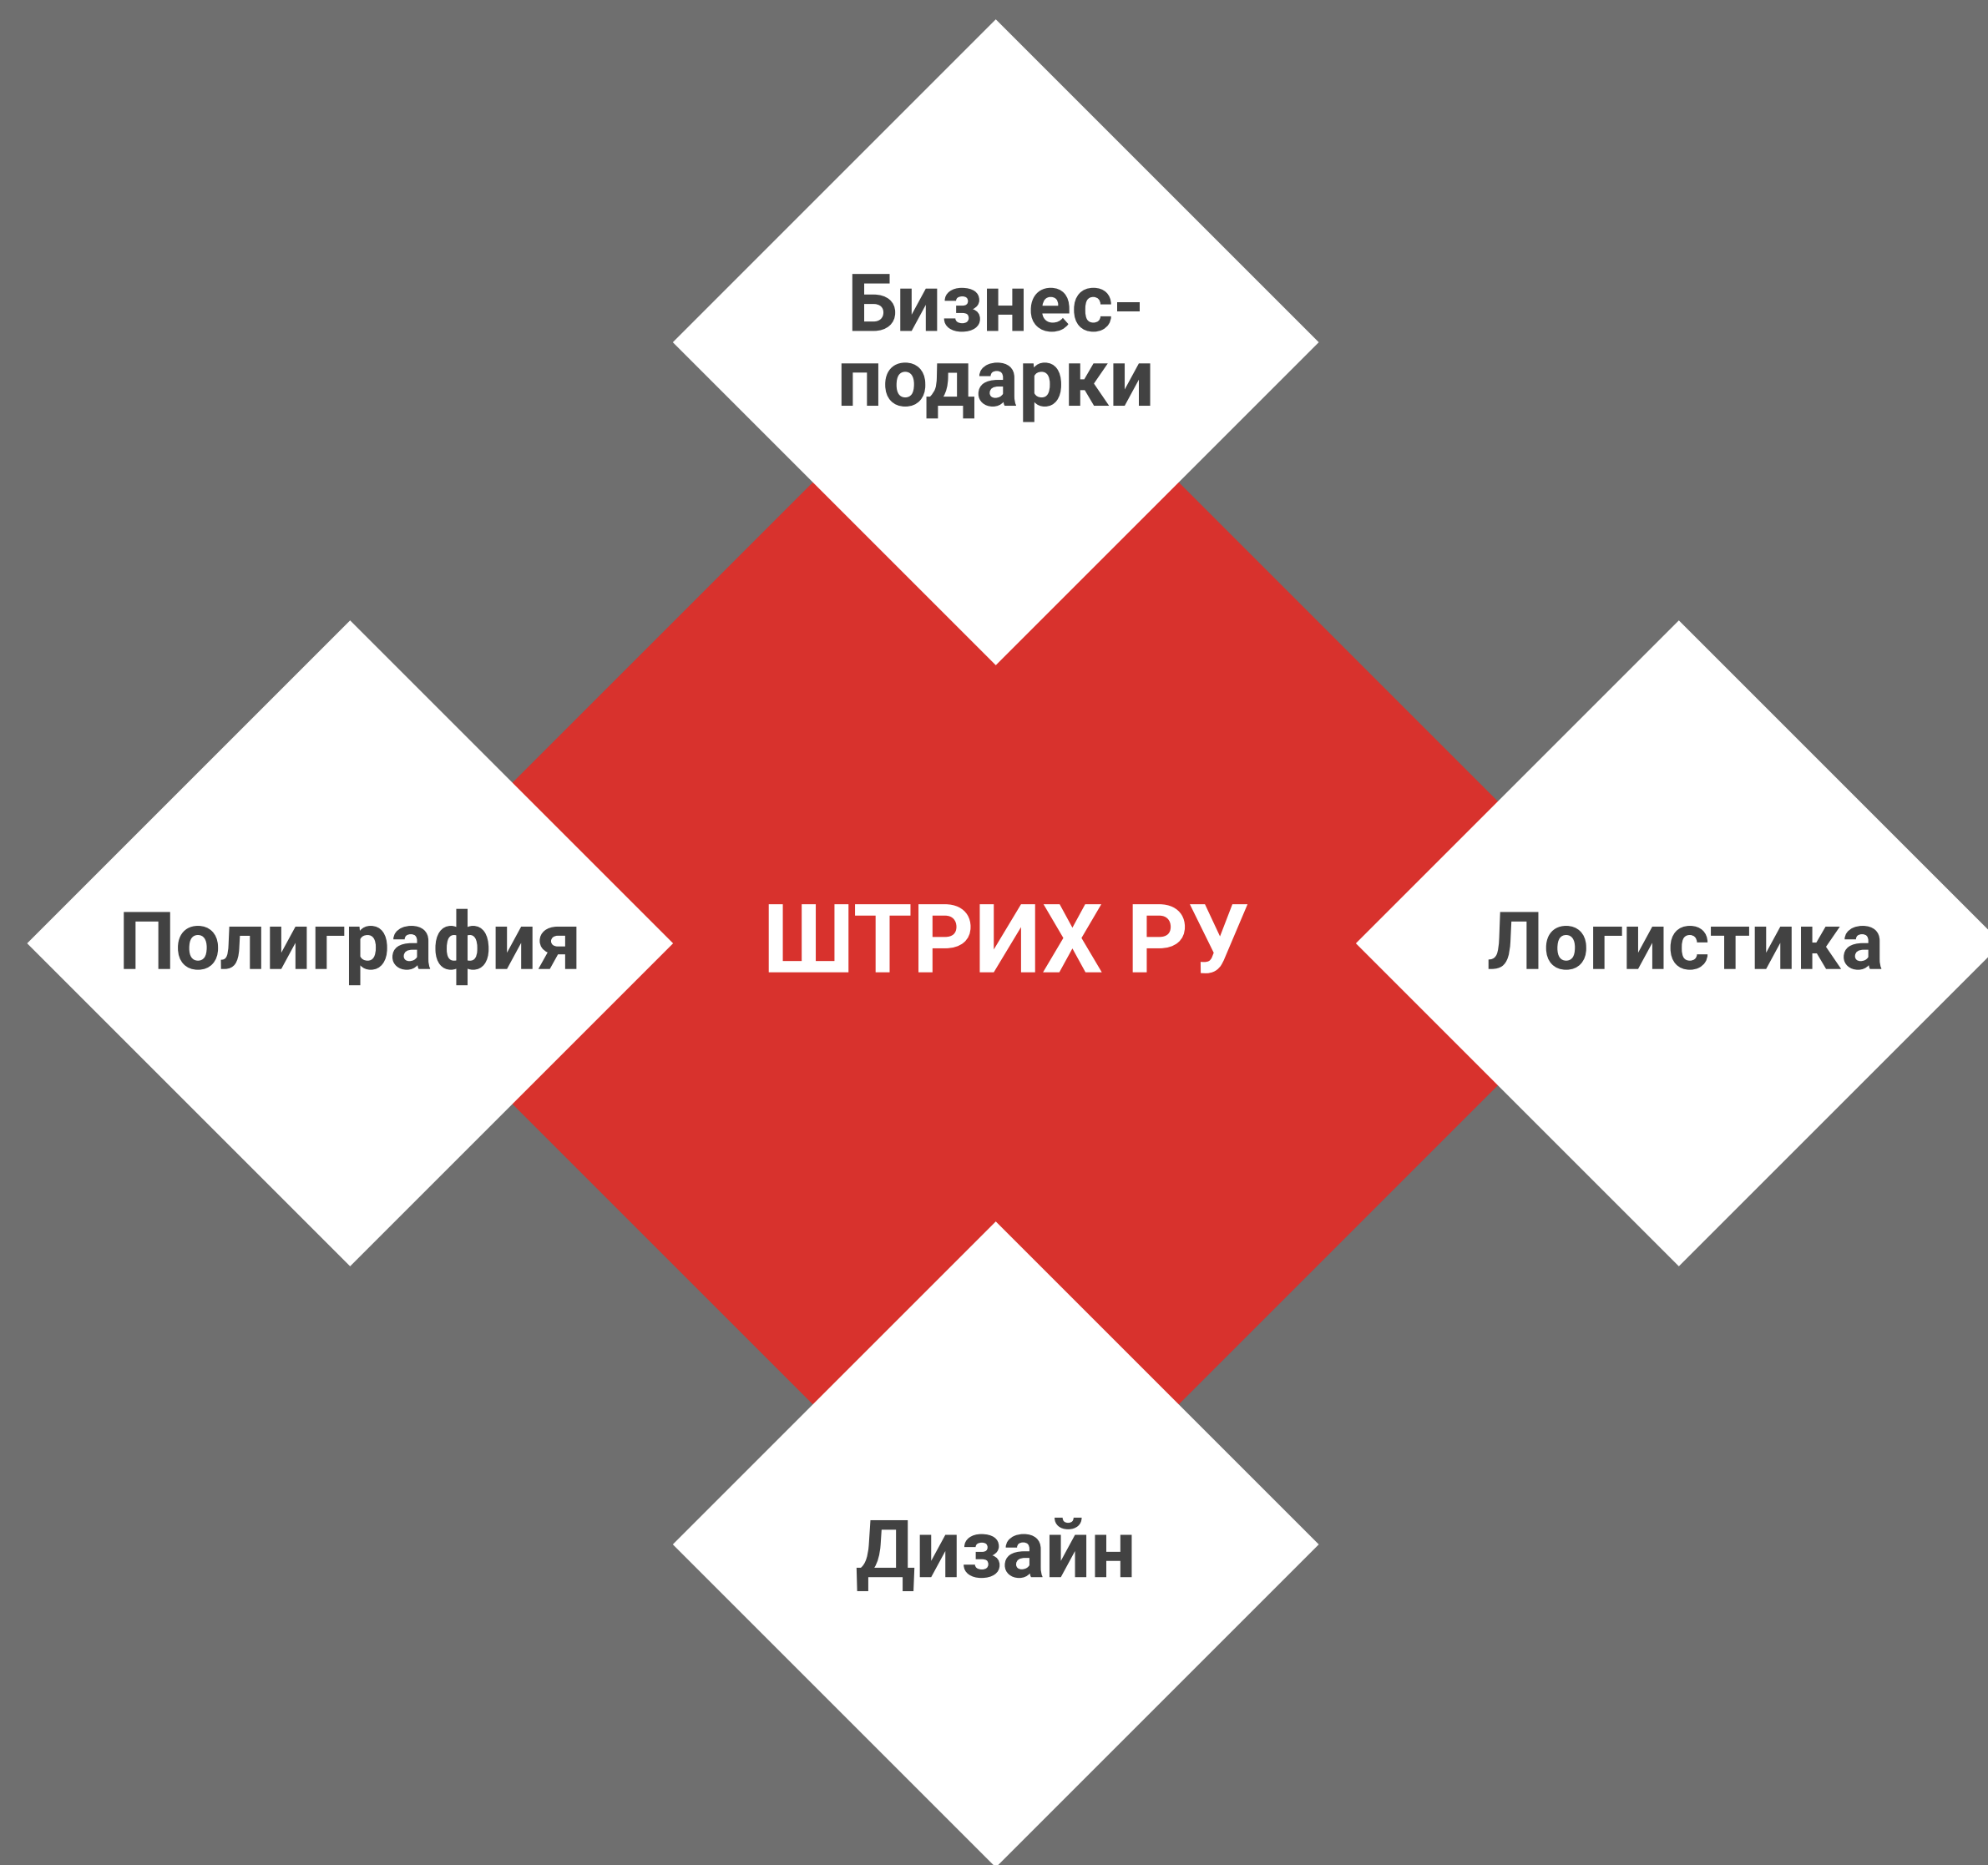 Бизнес-
подарки
Полиграфия
ШТРИХ РУ
Логистика
Дизайн